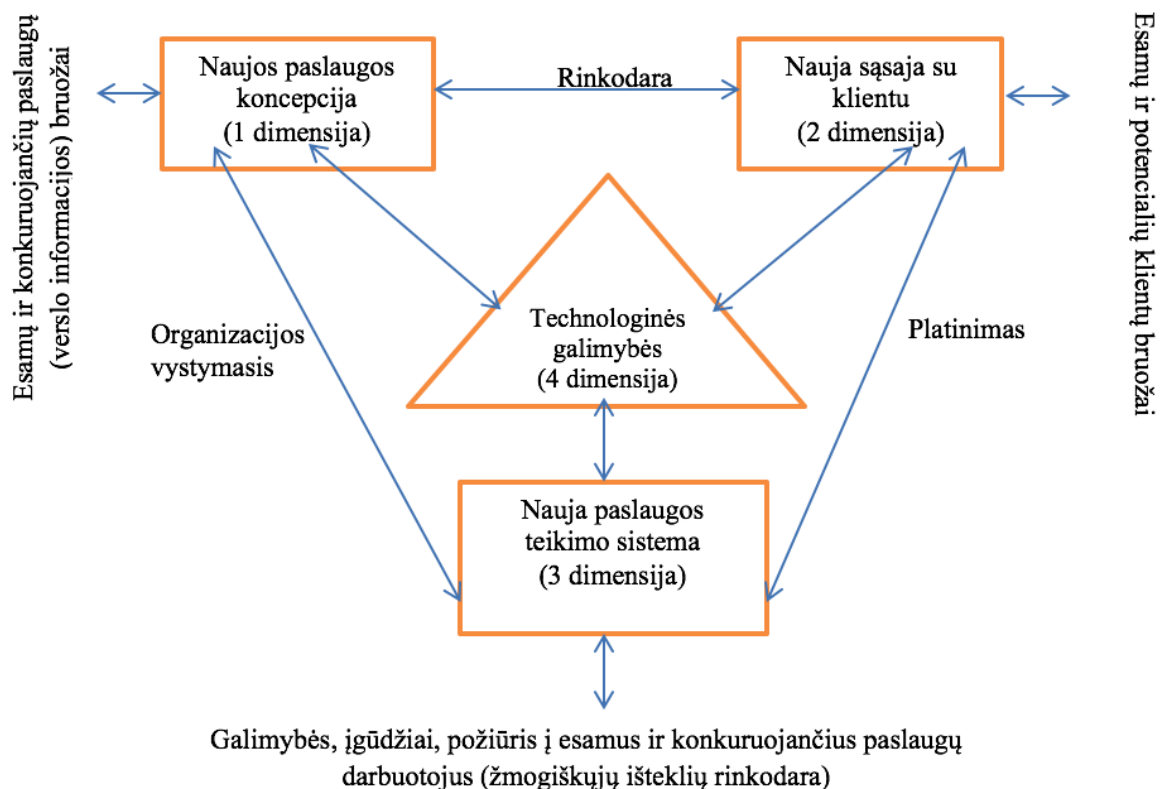 Esamų ir konkuruojančių paslaugų
(verslo informacijos) bruožai
Naujos paslaugos
koncepcija
(1 dimensija)
Rinkodara
Nauja sąsaja su
klientu
(2 dimensija)
Esamų ir potencialių klientų bruožai
Organizacijos
vystymasis
Technologinės
galimybės
(4 dimensija)
Platinimas
Nauja paslaugos
teikimo sistema
(3 dimensija)
Galimybės, įgūdžiai, požiūris į esamus ir konkuruojančius paslaugų
darbuotojus (žmogiškųjų išteklių rinkodara)